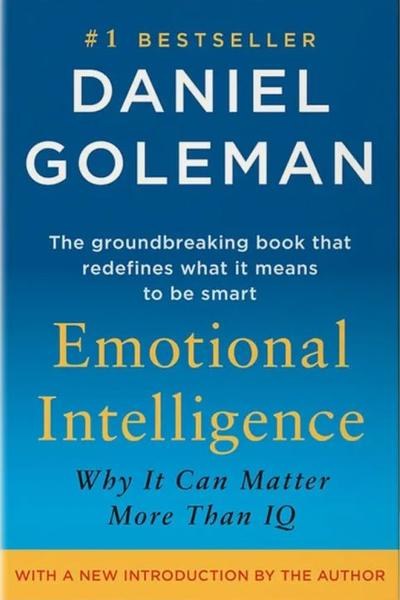 #1 BESTSELLER
DANIEL
GOLEMAN
The groundbreaking book that
redefines what it means
to be smart
Emotional
Intelligence
Why It Can Matter
More Than IQ
WITH A NEW INTRODUCTION BY THE AUTHOR